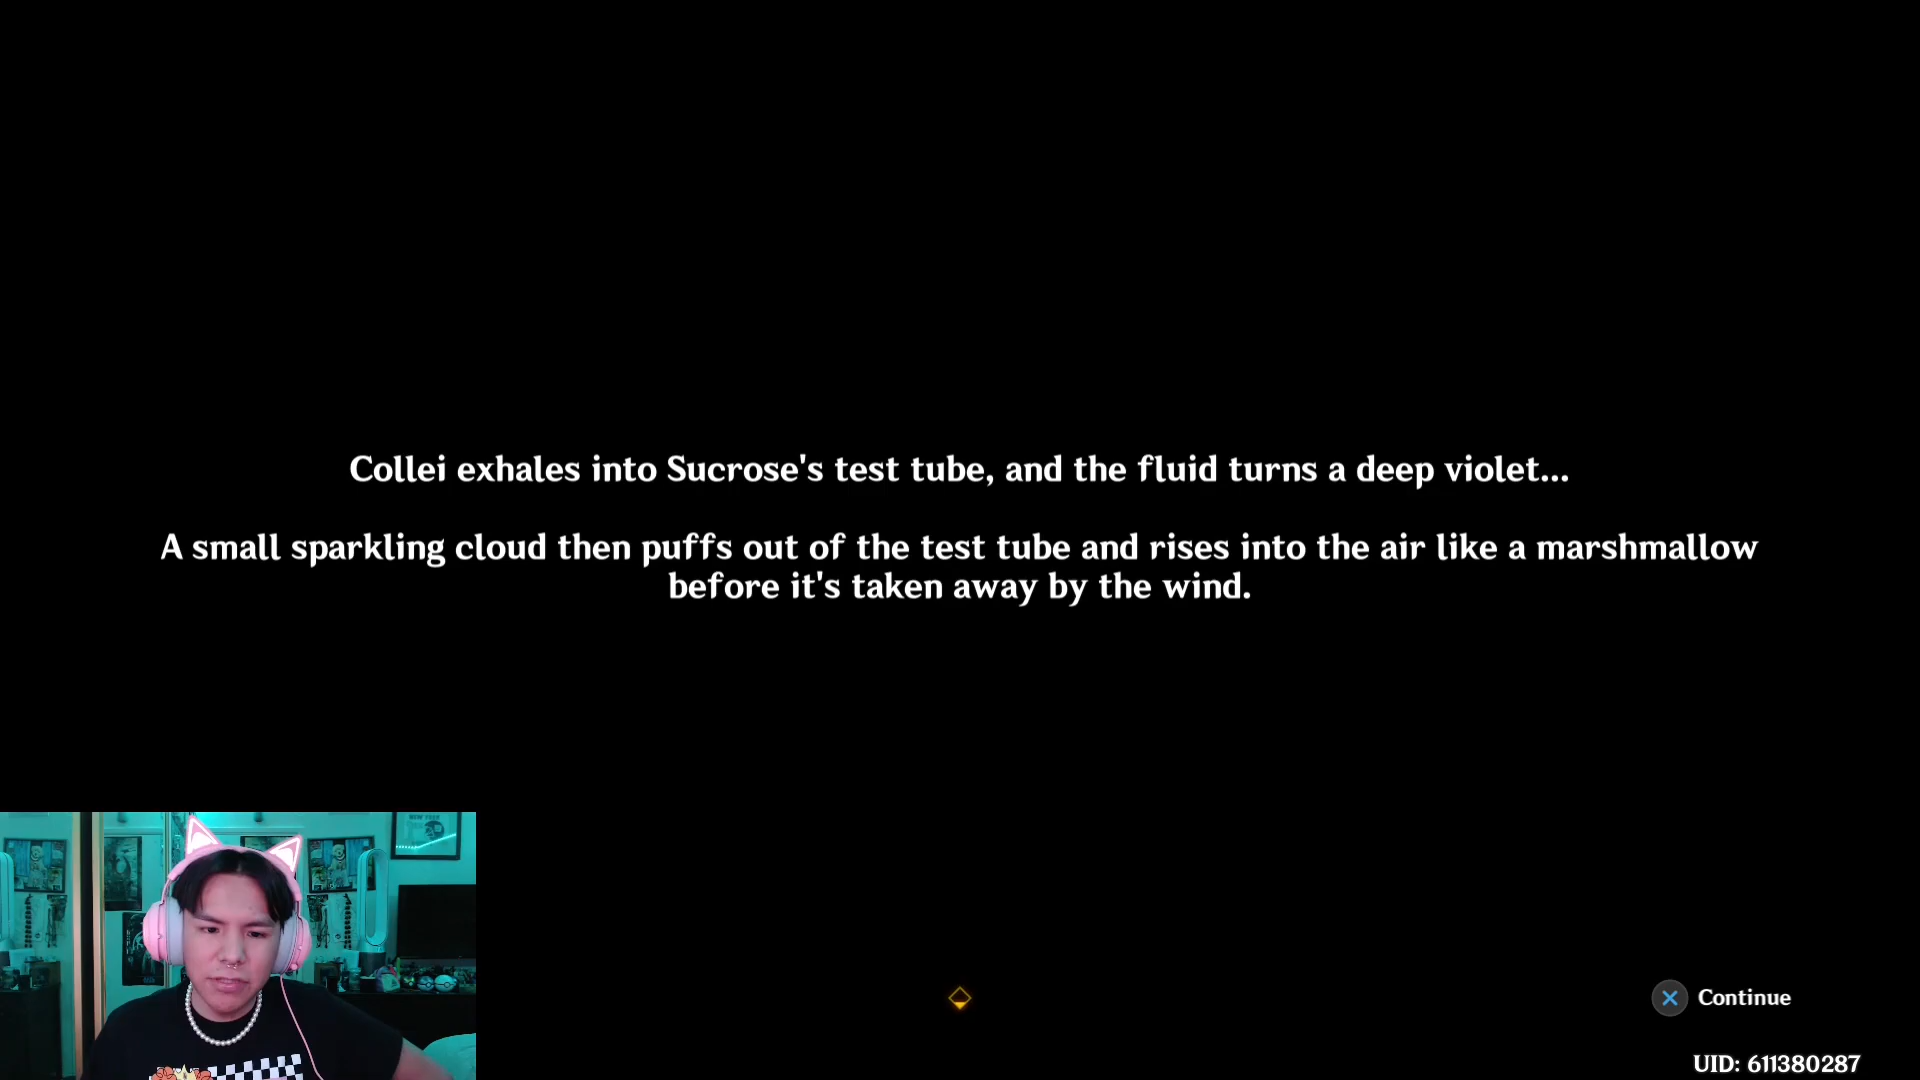 Collei exhales into Sucrose's test tube, and the fluid turns a deep violet...
A small sparkling cloud then puffs out of the test tube and rises into the air like a marshmallow
before it's taken away by the wind.
NEW YORK
Continue
UID: 611380287